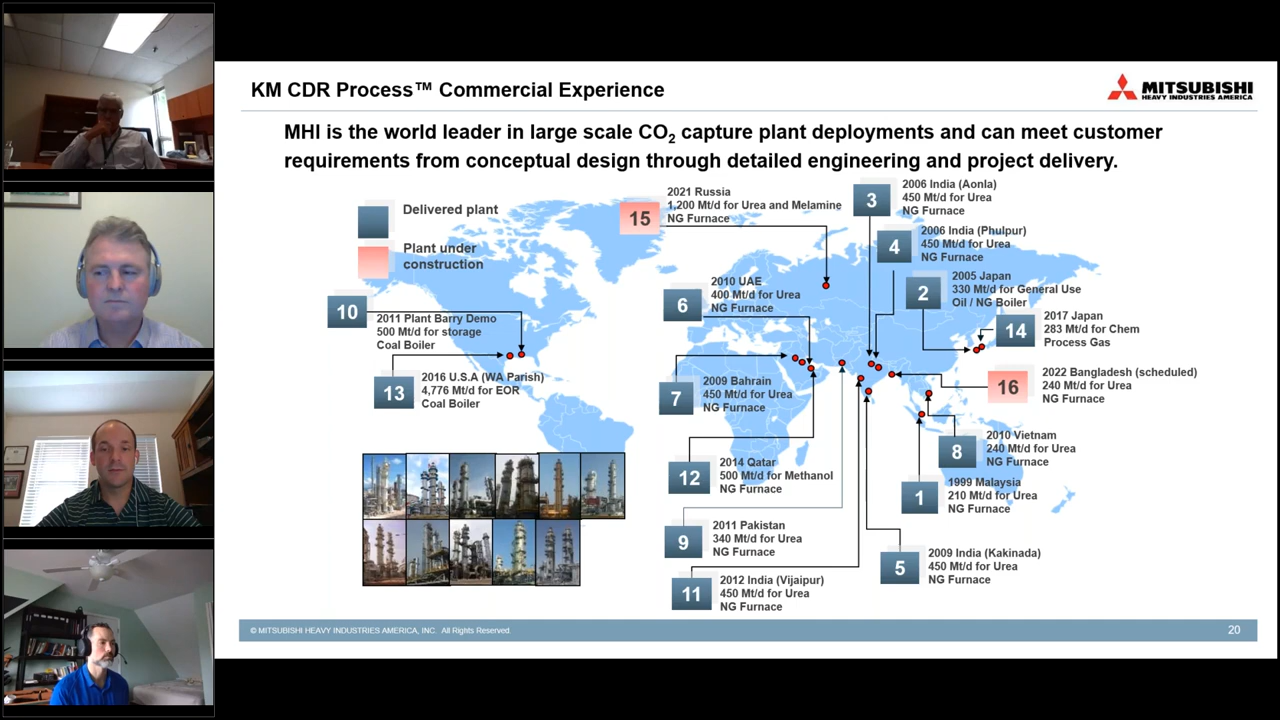 KM CDR Process™ Commercial Experience
MITSUBISHI
HEAVY INDUSTRIES AMERICA
MHI is the world leader in large scale CO₂ capture plant deployments and can meet customer
requirements from conceptual design through detailed engineering and project delivery.
Delivered plant
Plant under
construction
15
2021 Russia
1,200 Mt/d for Urea and Melamine
NG Furnace
3
2006 India (Aonla)
450 Mt/d for Urea
NG Furnace
4
2006 India (Phulpur)
450 Mt/d for Urea
NG Furnace
2
2005 Japan
330 Mt/d for General Use
Oil / NG Boiler
6
2010 UAE
400 Mt/d for Urea
NG Furnace
10
2011 Plant Barry Demo
500 Mt/d for storage
Coal Boiler
14
2017 Japan
283 Mt/d for Chem
Process Gas
13
2016 U.S.A (WA Parish)
4,776 Mt/d for EOR
Coal Boiler
7
2009 Bahrain
450 Mt/d for Urea
NG Furnace
16
2022 Bangladesh (scheduled)
240 Mt/d for Urea
NG Furnace
8
2010 Vietnam
240 Mt/d for Urea
NG Furnace
12
2014 Qatar
500 Mt/d for Methanol
NG Furnace
1
1999 Malaysia
210 Mt/d for Urea
NG Furnace
9
2011 Pakistan
340 Mt/d for Urea
NG Furnace
5
2009 India (Kakinada)
450 Mt/d for Urea
NG Furnace
11
2012 India (Vijaipur)
450 Mt/d for Urea
NG Furnace
© MITSUBISHI HEAVY INDUSTRIES AMERICA, INC. All Rights Reserved.
20